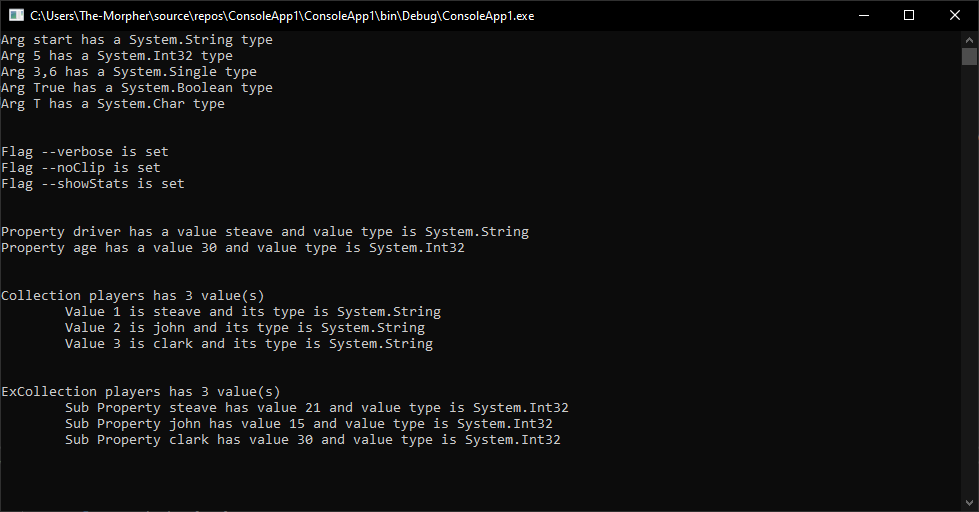 C:\Users\The-Morpher\source\repos\ConsoleApp1\ConsoleApp1\bin\Debug\ConsoleApp1.exe
Arg start has a System.String type
Arg 5 has a System.Int32 type
Arg 3,6 has a System.Single type
Arg True has a System.Boolean type
Arg T has a System.Char type
Flag --verbose is set
Flag --noClip is set
Flag --showStats is set
Property driver has a value steave and value type is System.String
Property age has a value 30 and value type is System.Int32
Collection players has 3 value(s)
Value 1 is steave and its type is System.String
Value 2 is john and its type is System.String
Value 3 is clark and its type is System.String
ExCollection players has 3 value(s)
Sub Property steave has value 21 and value type is System.Int32
Sub Property john has value 15 and value type is System.Int32
Sub Property clark has value 30 and value type is System.Int32